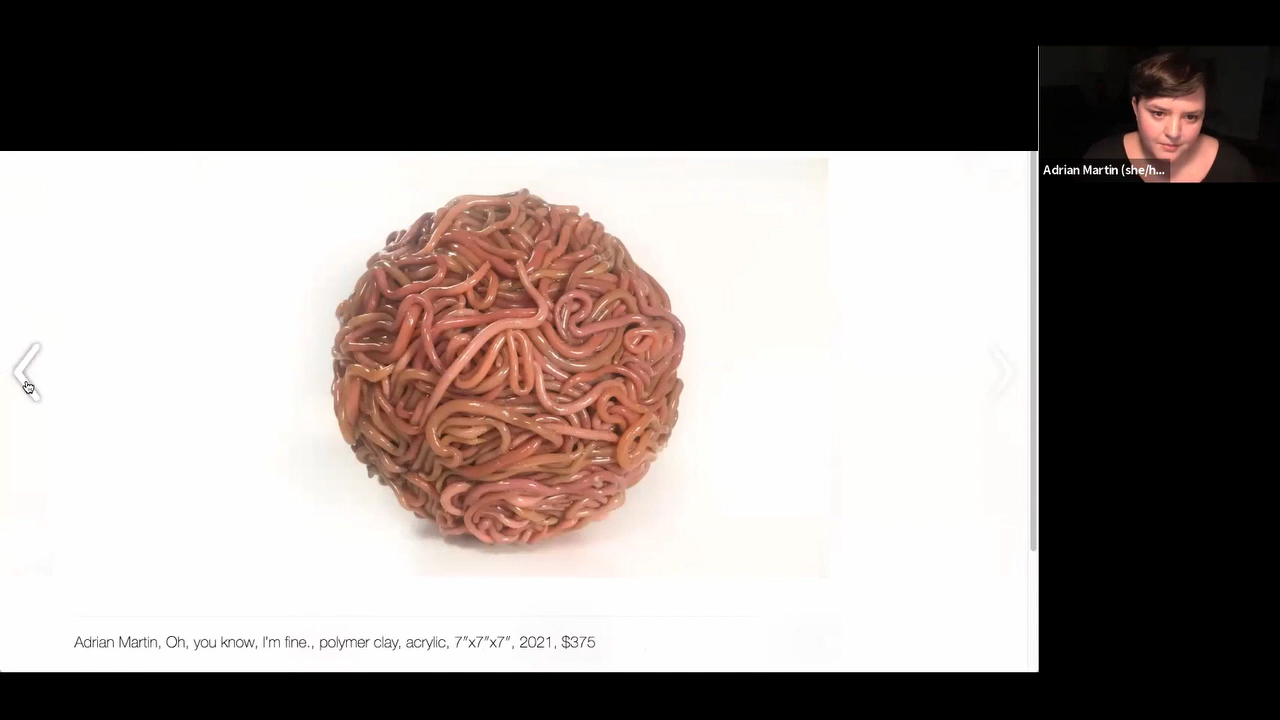 Adrian Martin (she/h...
Adrian Martin, Oh, you know, I'm fine., polymer clay, acrylic, 7"x7"x7", 2021, $375